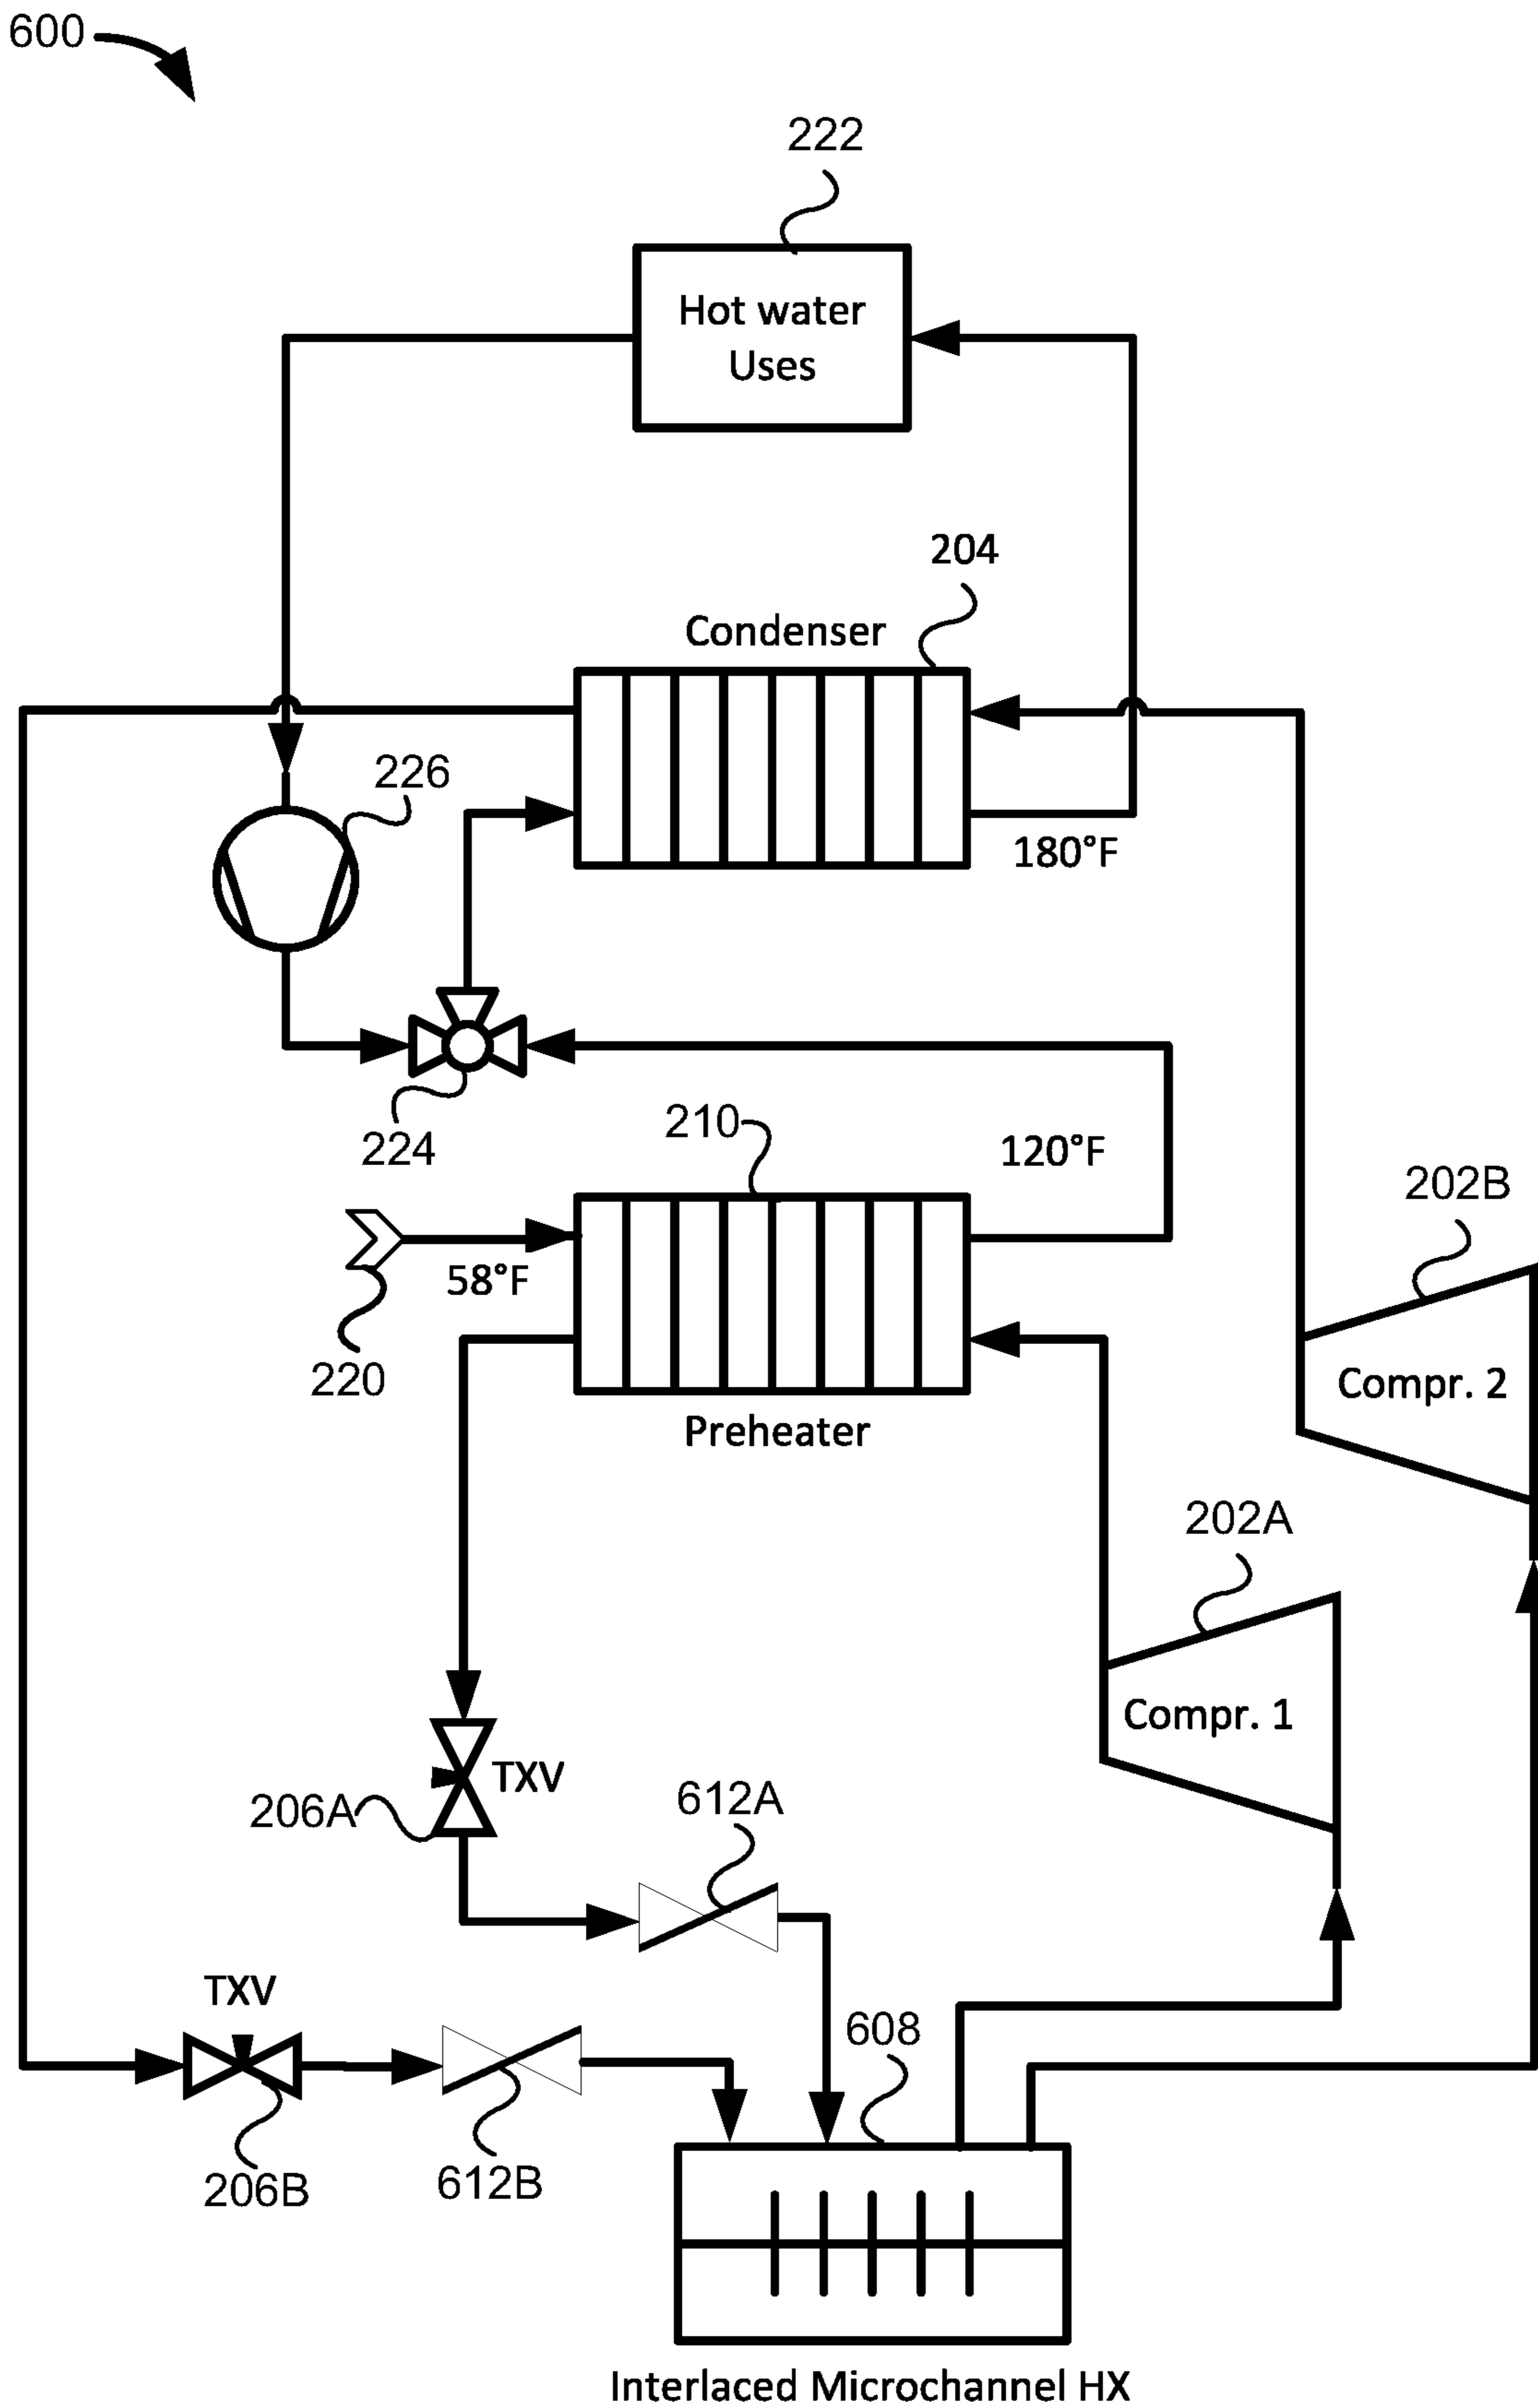 600
222
Hot water
Uses
204
Condenser
226
180°F
224
210
120°F
202B
58°F
220
Compr. 2
Preheater
202A
Compr. 1
TXV
206A
612A
TXV
608
206B
612B
Interlaced Microchannel HX